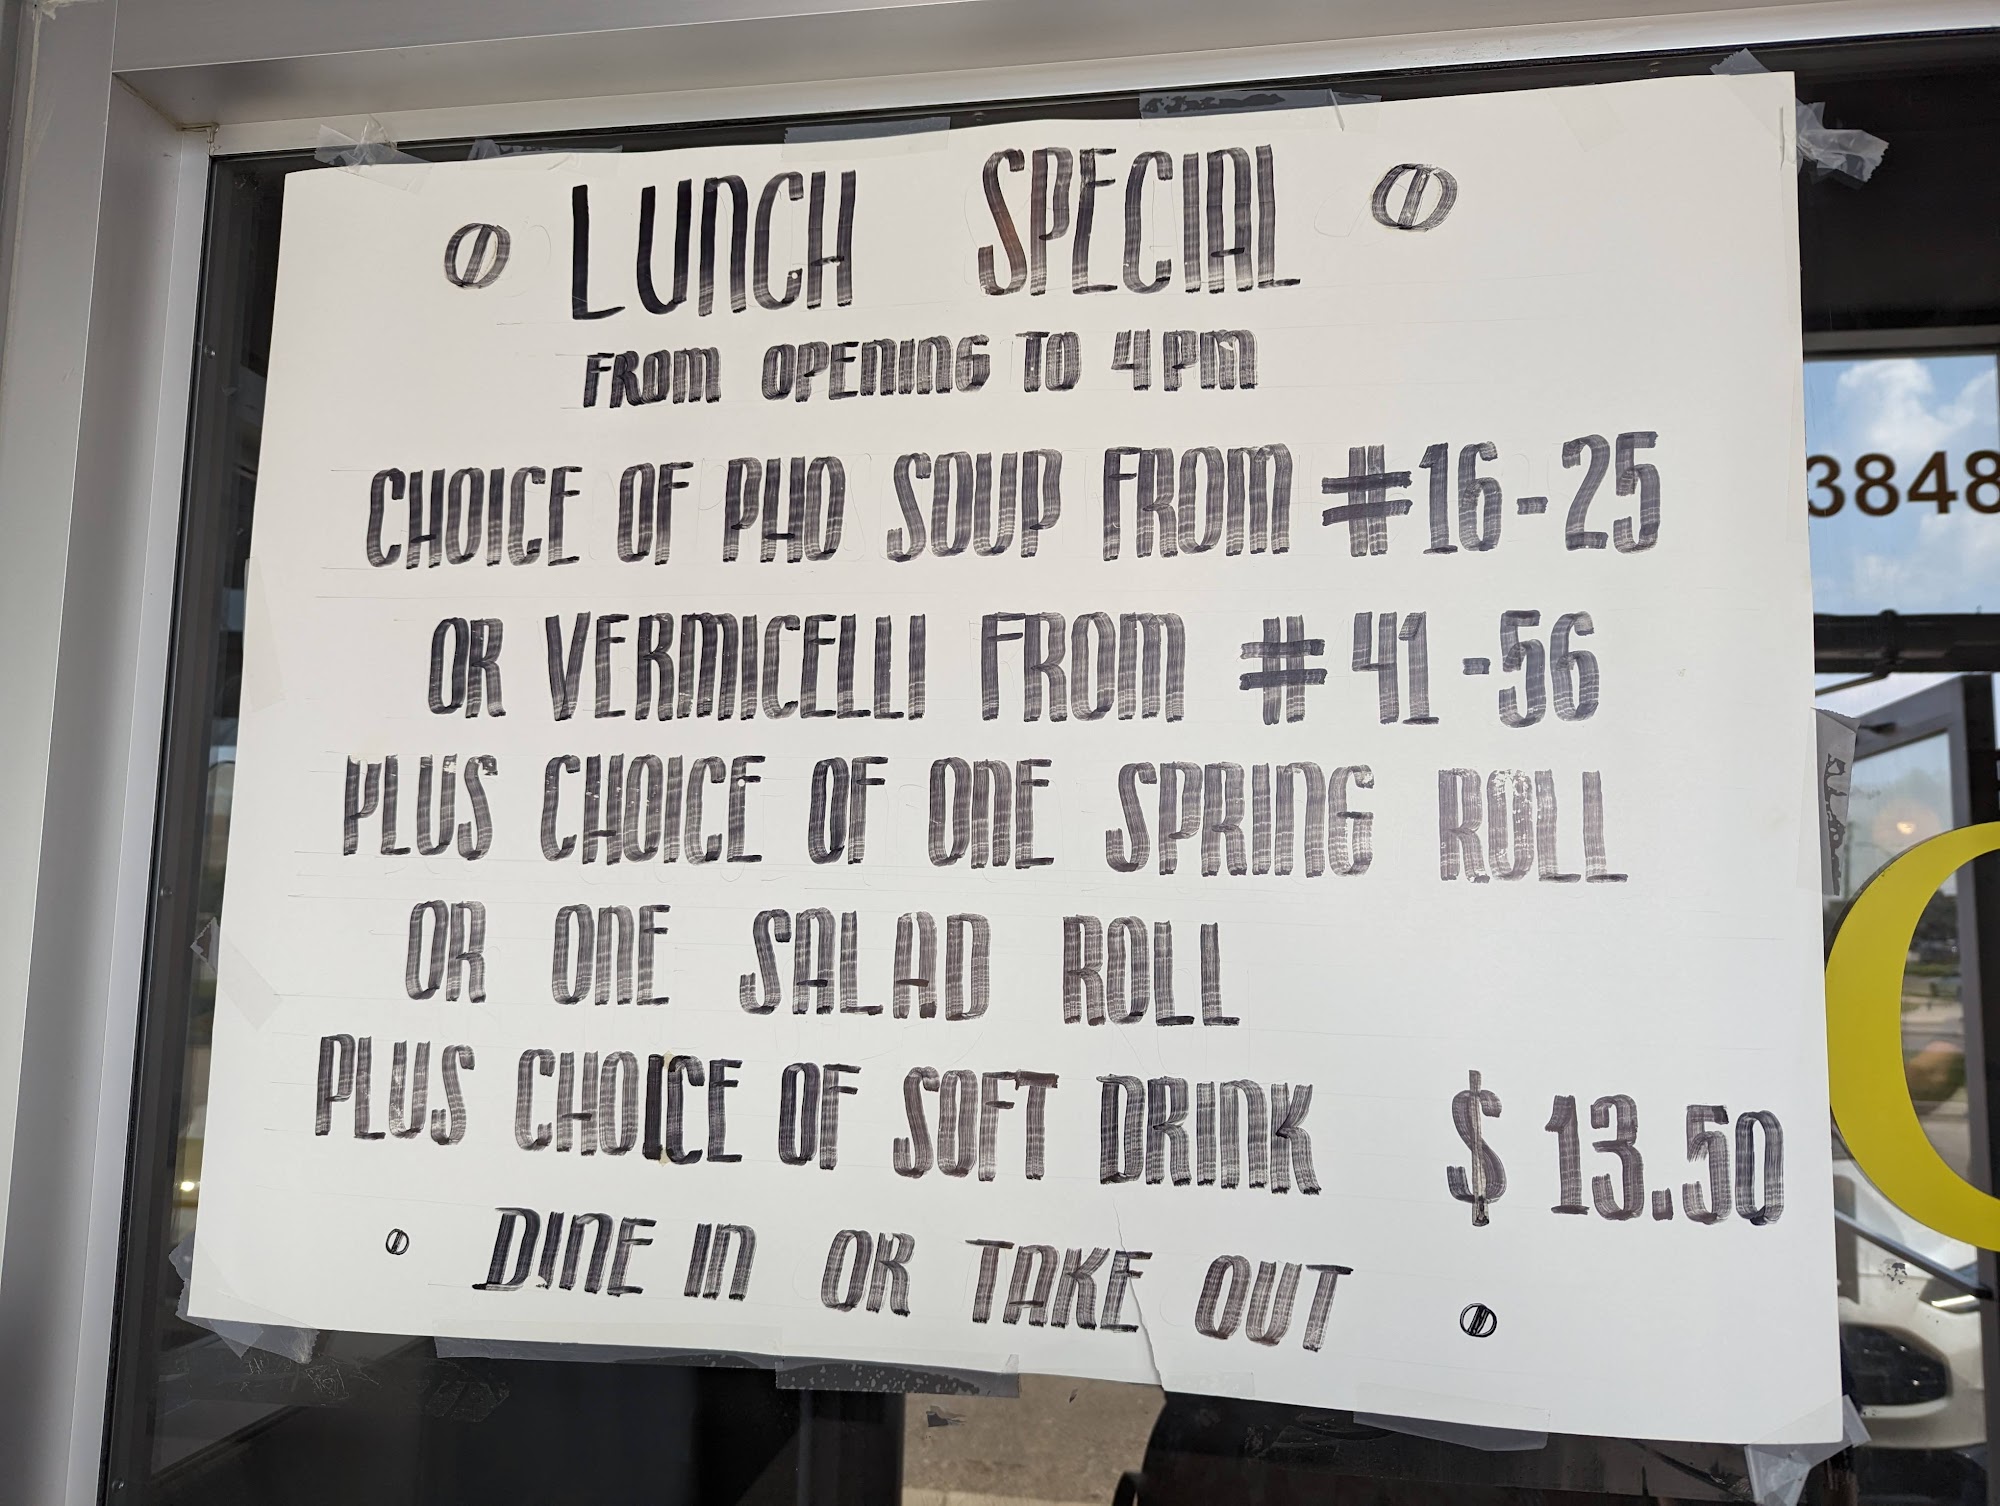 LUNCH SPECIAL
FROM OPENING TO 4PM
CHOICE OF PHO SOUP FROM #16-25
OR VERMICELLI FROM #41-56
PLUS CHOICE OF ONE SPRING ROLL
OR ONE SALAD ROLL
PLUS CHOICE OF SOFT DRINK $13.50
DINE IN OR TAKE OUT
3848